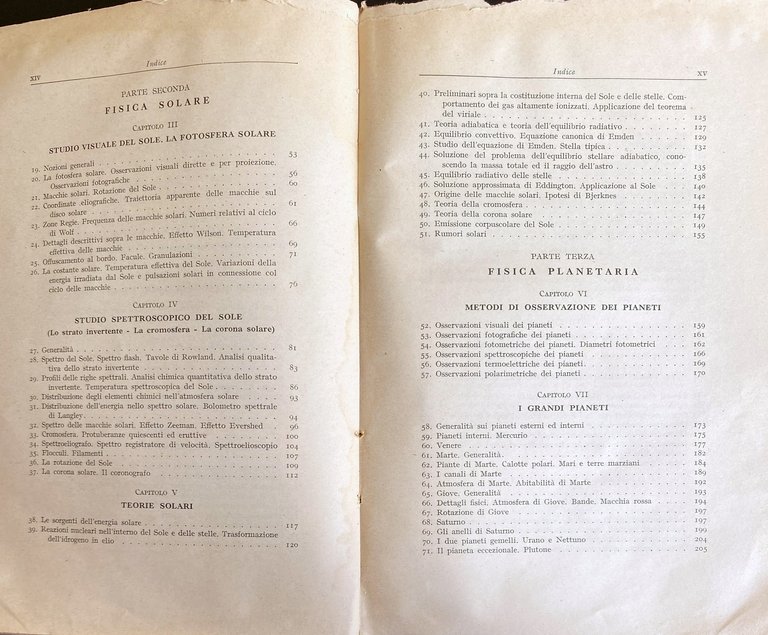 XIV
Indice
PARTE SECONDA
FISICA SOLARE
CAPITOLO III
STUDIO VISUALE DEL SOLE. LA FOTOSFERA SOLARE
19. Nozioni generali . . . 53
20. La fotosfera solare. Osservazioni visuali dirette e per proiezione.
Osservazioni fotografiche . . . 56
21. Macchie solari. Rotazione del Sole . . . 60
22. Coordinate eliografiche. Traiettoria apparente delle macchie sul
disco solare . . . 61
23. Zone Regie. Frequenza delle macchie solari. Numeri relativi al ciclo
di Wolf . . . 66
24. Dettagli descrittivi sopra le macchie. Effetto Wilson. Temperatura
effettiva delle macchie . . . 69
25. Offuscamento al bordo. Facule. Granulazioni . . . 71
26. La costante solare. Temperatura effettiva del Sole. Variazioni della
energia irradiata dal Sole e pulsazioni solari in connessione col
ciclo delle macchie . . . 76
CAPITOLO IV
STUDIO SPETTROSCOPICO DEL SOLE
(Lo strato invertente - La cromosfera - La corona solare)
27. Generalità . . . 81
28. Spettro del Sole. Spettro flash. Tavole di Rowland. Analisi qualita-
tiva dello strato invertente . . . 83
29. Profili delle righe spettrali. Analisi chimica quantitativa dello strato
invertente. Temperatura spettroscopica del Sole . . . 86
30. Distribuzione degli elementi chimici nell'atmosfera solare . . . 93
31. Distribuzione dell'energia nello spettro solare. Bolometro spettrale
di Langley . . . 94
32. Spettro delle macchie solari. Effetto Zeeman. Effetto Evershed . . . 96
33. Cromosfera. Protuberanze quiescenti ed eruttive . . . 100
34. Spettroeliografo. Spettro registratore di velocità. Spettroelioscopio . . . 104
35. Flocculi. Filamenti . . . 107
36. La rotazione del Sole . . . 109
37. La corona solare. Il coronografo . . . 112
CAPITOLO V
TEORIE SOLARI
38. Le sorgenti dell'energia solare . . . 117
39. Reazioni nucleari nell'interno del Sole e delle stelle. Trasformazione
dell'idrogeno in elio . . . 120
Indice
XV
40. Preliminari sopra la costituzione interna del Sole e delle stelle. Com-
portamento dei gas altamente ionizzati. Applicazione del teorema
del viriale . . . 125
41. Teoria adiabatica e teoria dell'equilibrio radiativo . . . 127
42. Equilibrio convettivo. Equazione canonica di Emden . . . 129
43. Studio dell'equazione di Emden. Stella tipica . . . 132
44. Soluzione del problema dell'equilibrio stellare adiabatico, cono-
scendo la massa totale ed il raggio dell'astro . . . 135
45. Equilibrio radiativo delle stelle . . . 138
46. Soluzione approssimata di Eddington. Applicazione al Sole . . . 140
47. Origine delle macchie solari. Ipotesi di Bjerknes . . . 142
48. Teoria della cromosfera . . . 144
49. Teoria della corona solare . . . 147
50. Emissione corpuscolare del Sole . . . 149
51. Rumori solari . . . 155
PARTE TERZA
FISICA PLANETARIA
CAPITOLO VI
METODI DI OSSERVAZIONE DEI PIANETI
52. Osservazioni visuali dei pianeti . . . 159
53. Osservazioni fotografiche dei pianeti . . . 161
54. Osservazioni fotometriche dei pianeti. Diametri fotometrici . . . 162
55. Osservazioni spettroscopiche dei pianeti . . . 166
56. Osservazioni termoelettriche dei pianeti . . . 169
57. Osservazioni polarimetriche dei pianeti . . . 170
CAPITOLO VII
I GRANDI PIANETI
58. Generalità sui pianeti esterni ed interni . . . 173
59. Pianeti interni. Mercurio . . . 175
60. Venere . . . 177
61. Marte. Generalità . . . 182
62. Piante di Marte. Calotte polari. Mari e terre marziani . . . 184
63. I canali di Marte . . . 189
64. Atmosfera di Marte. Abitabilità di Marte . . . 192
65. Giove. Generalità . . . 193
66. Dettagli fisici. Atmosfera di Giove. Bande. Macchia rossa . . . 194
67. Rotazione di Giove . . . 197
68. Saturno . . . 197
69. Gli anelli di Saturno . . . 199
70. I due pianeti gemelli. Urano e Nettuno . . . 204
71. Il pianeta eccezionale. Plutone . . . 205